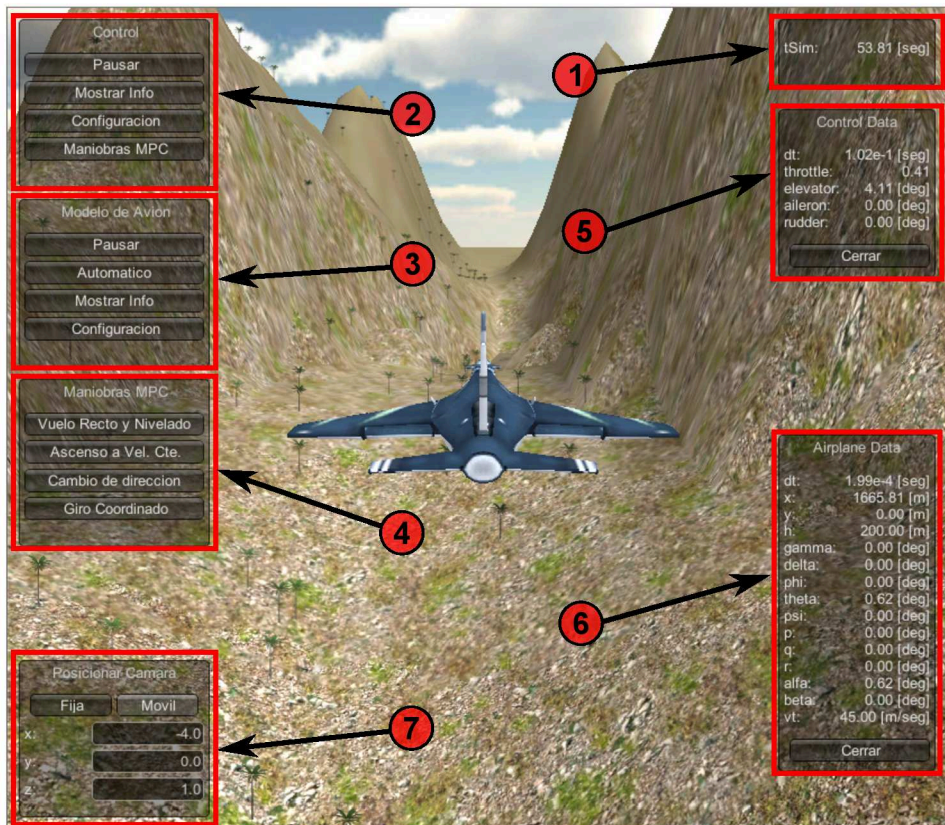 Control
Pausar
Mostrar Info
Configuracion
Maniobras MPC
2
Modelo de Avion
Pausar
Automatico
Mostrar Info
Configuracion
3
Maniobras MPC
Vuelo Recto y Nivelado
Ascenso a Vel. Cte.
Cambio de direccion
Giro Coordinado
4
Posicionar Camara
Fija Movil
x: -4.0
y: 0.0
z: 1.0
7
1
tSim: 53.81 [seg]
5
Control Data
dt: 1.02e-1 [seg]
throttle: 0.41
elevator: 4.11 [deg]
aileron: 0.00 [deg]
rudder: 0.00 [deg]
Cerrar
6
Airplane Data
dt: 1.99e-4 [seg]
x: 1665.81 [m]
y: 0.00 [m]
h: 200.00 [m]
gamma: 0.00 [deg]
delta: 0.00 [deg]
phi: 0.00 [deg]
theta: 0.62 [deg]
psi: 0.00 [deg]
p: 0.00 [deg]
q: 0.00 [deg]
r: 0.00 [deg]
alfa: 0.62 [deg]
beta: 0.00 [deg]
vt: 45.00 [m/seg]
Cerrar